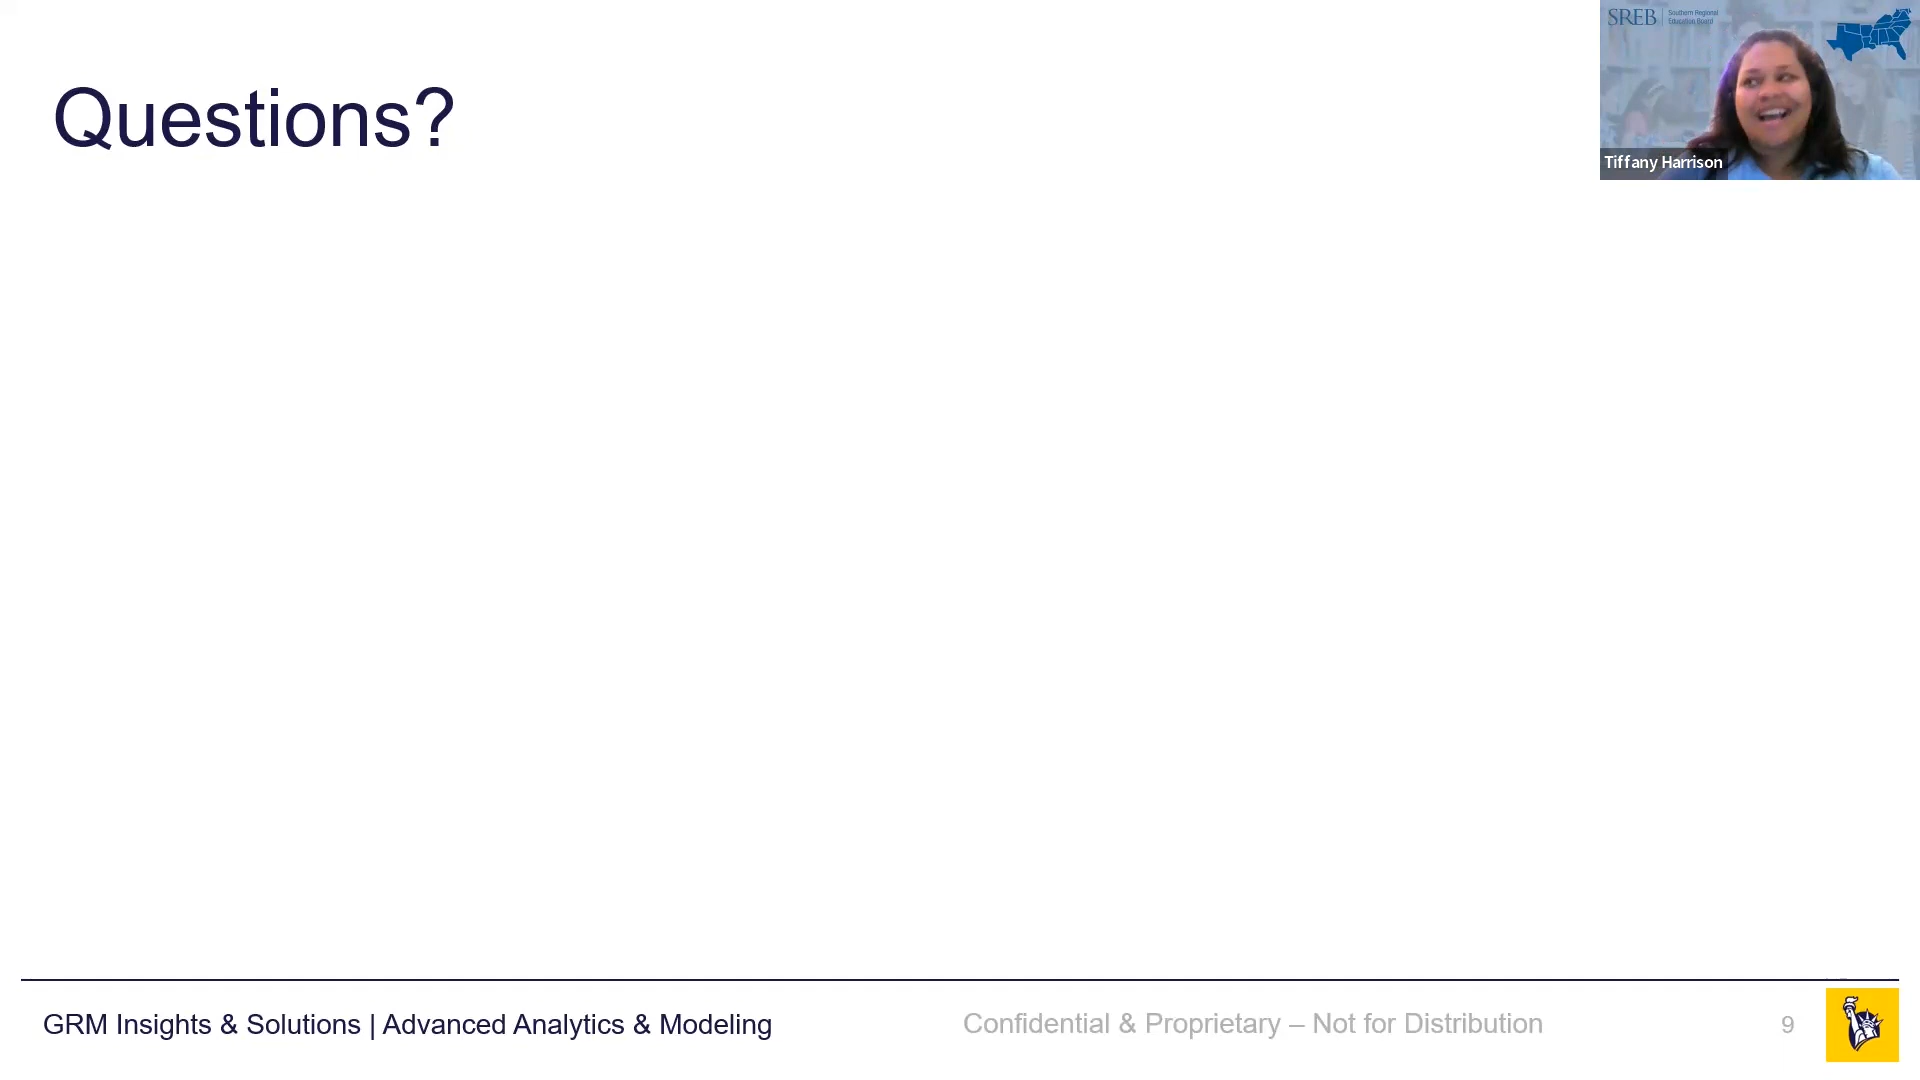 SREB
Southern Regional
Education Board
Questions?
Tiffany Harrison
GRM Insights & Solutions | Advanced Analytics & Modeling
Confidential & Proprietary – Not for Distribution
9